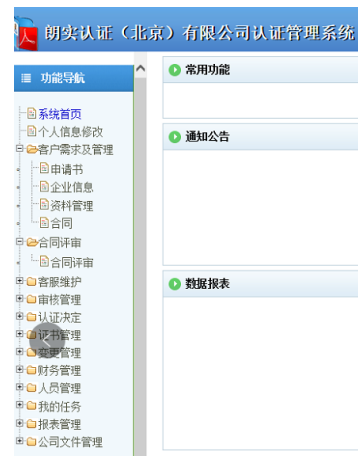 朗实认证（北京）有限公司认证管理系统
功能导航
系统首页
个人信息修改
客户需求及管理
申请书
企业信息
资料管理
合同
合同评审
合同评审
客服维护
审核管理
认证决定
证书管理
变更管理
财务管理
人员管理
我的任务
报表管理
公司文件管理
常用功能
通知公告
数据报表